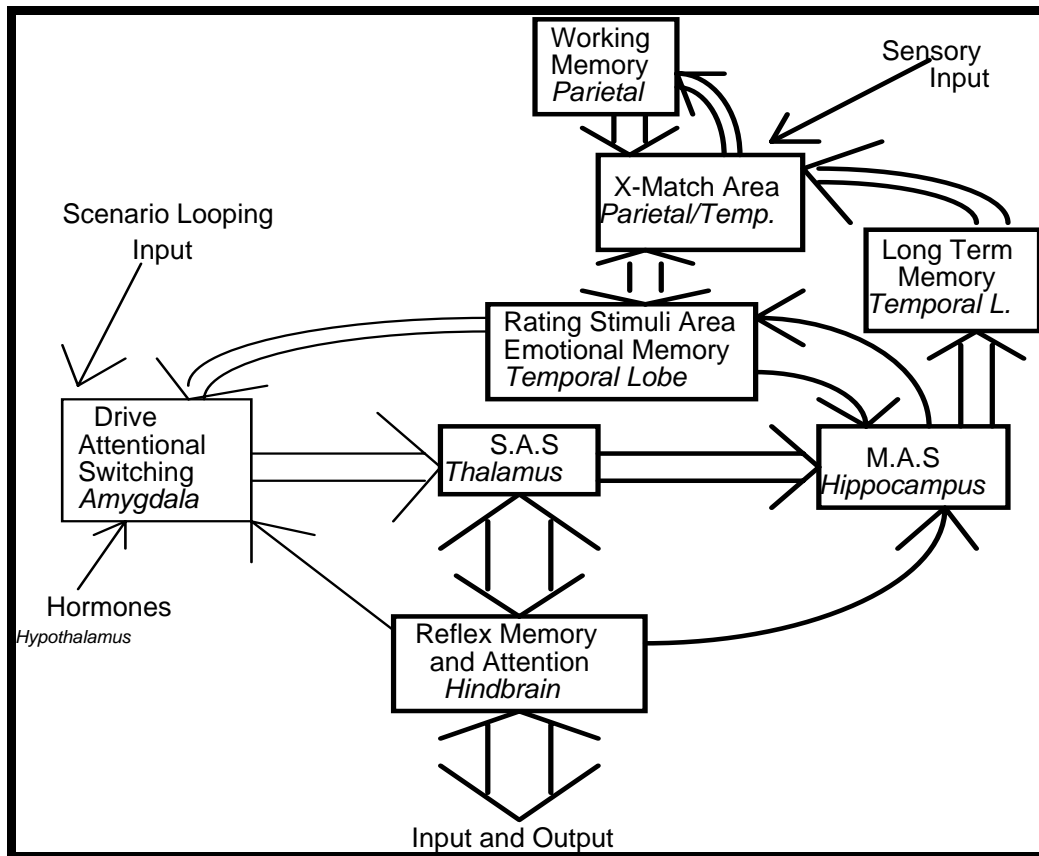 Working
Memory
Parietal
Sensory
Input
X-Match Area
Parietal/Temp.
Scenario Looping
Input
Long Term
Memory
Temporal L.
Rating Stimuli Area
Emotional Memory
Temporal Lobe
Drive
Attentional
Switching
Amygdala
S.A.S
Thalamus
M.A.S
Hippocampus
Hormones
Hypothalamus
Reflex Memory
and Attention
Hindbrain
Input and Output